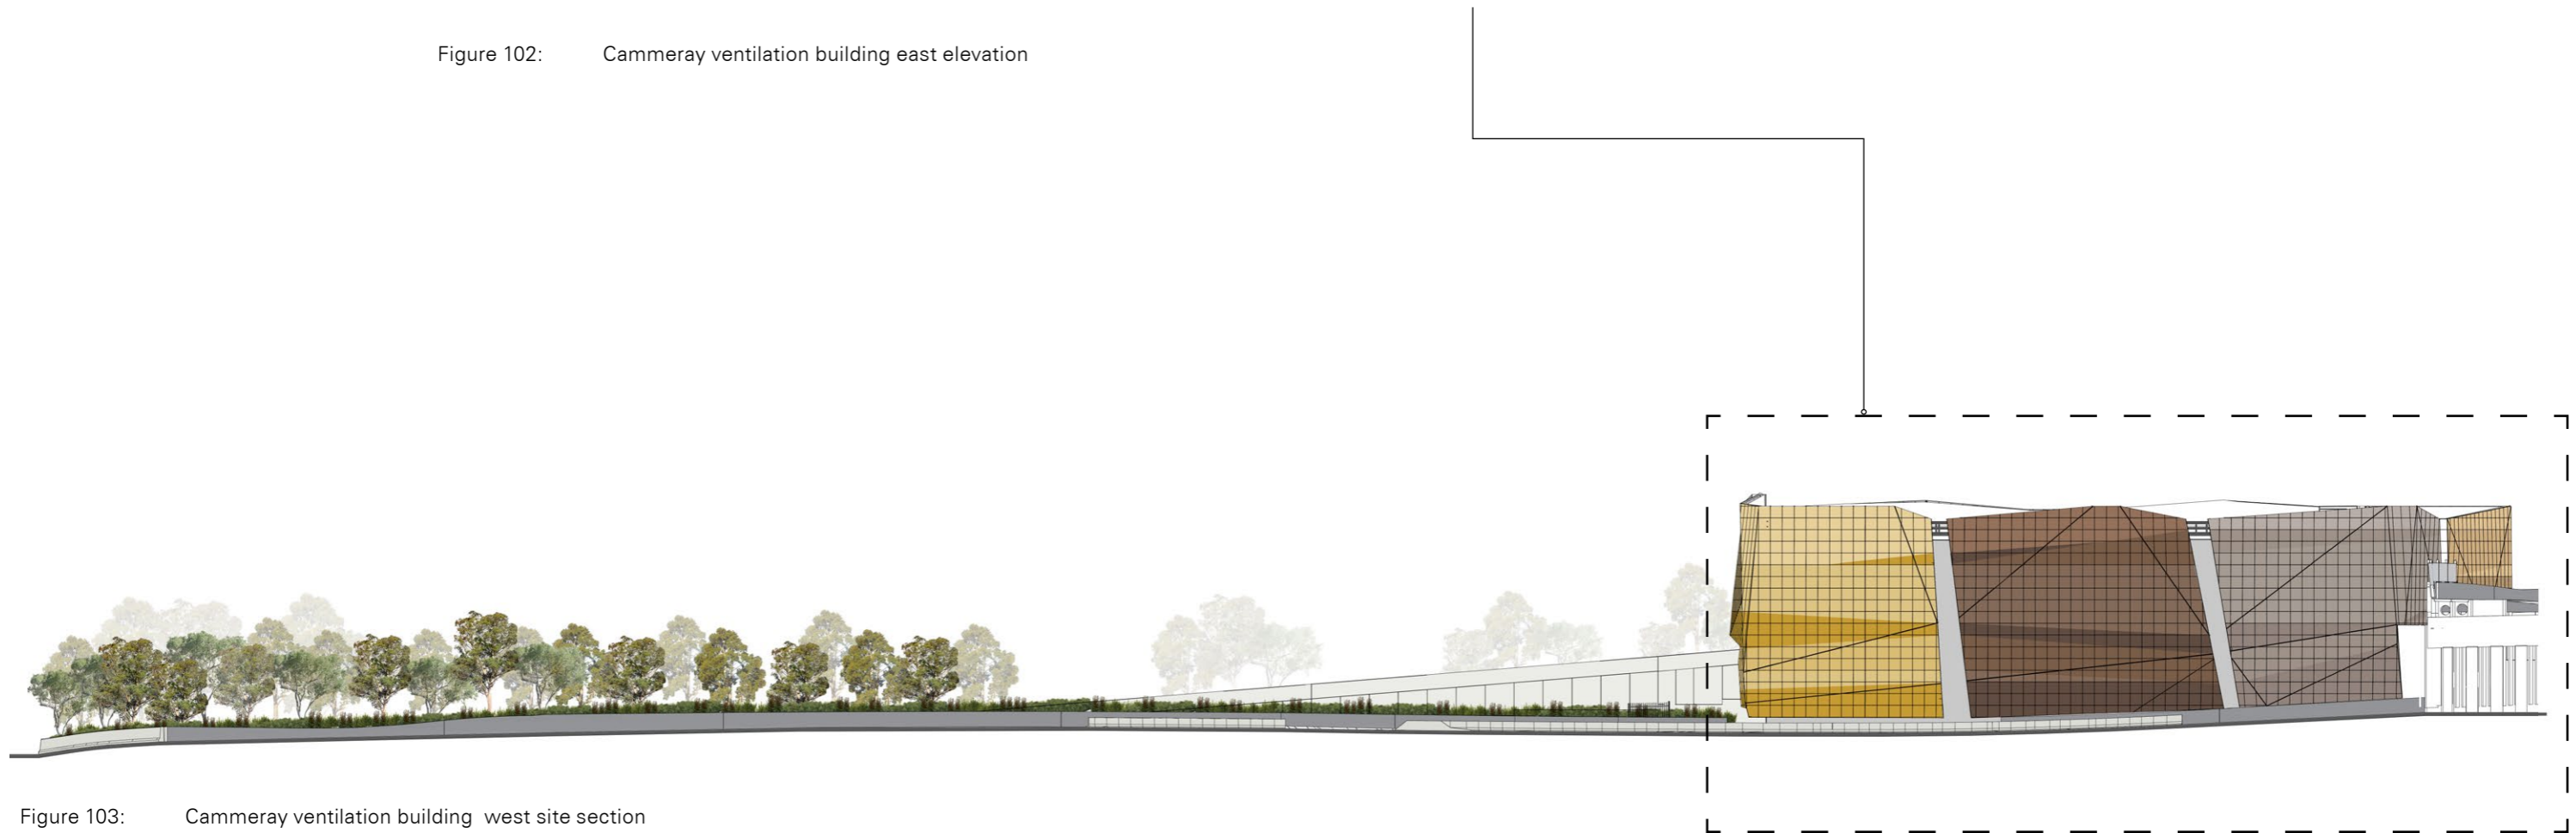 Figure 102: Cammeray ventilation building east elevation
Figure 103: Cammeray ventilation building west site section